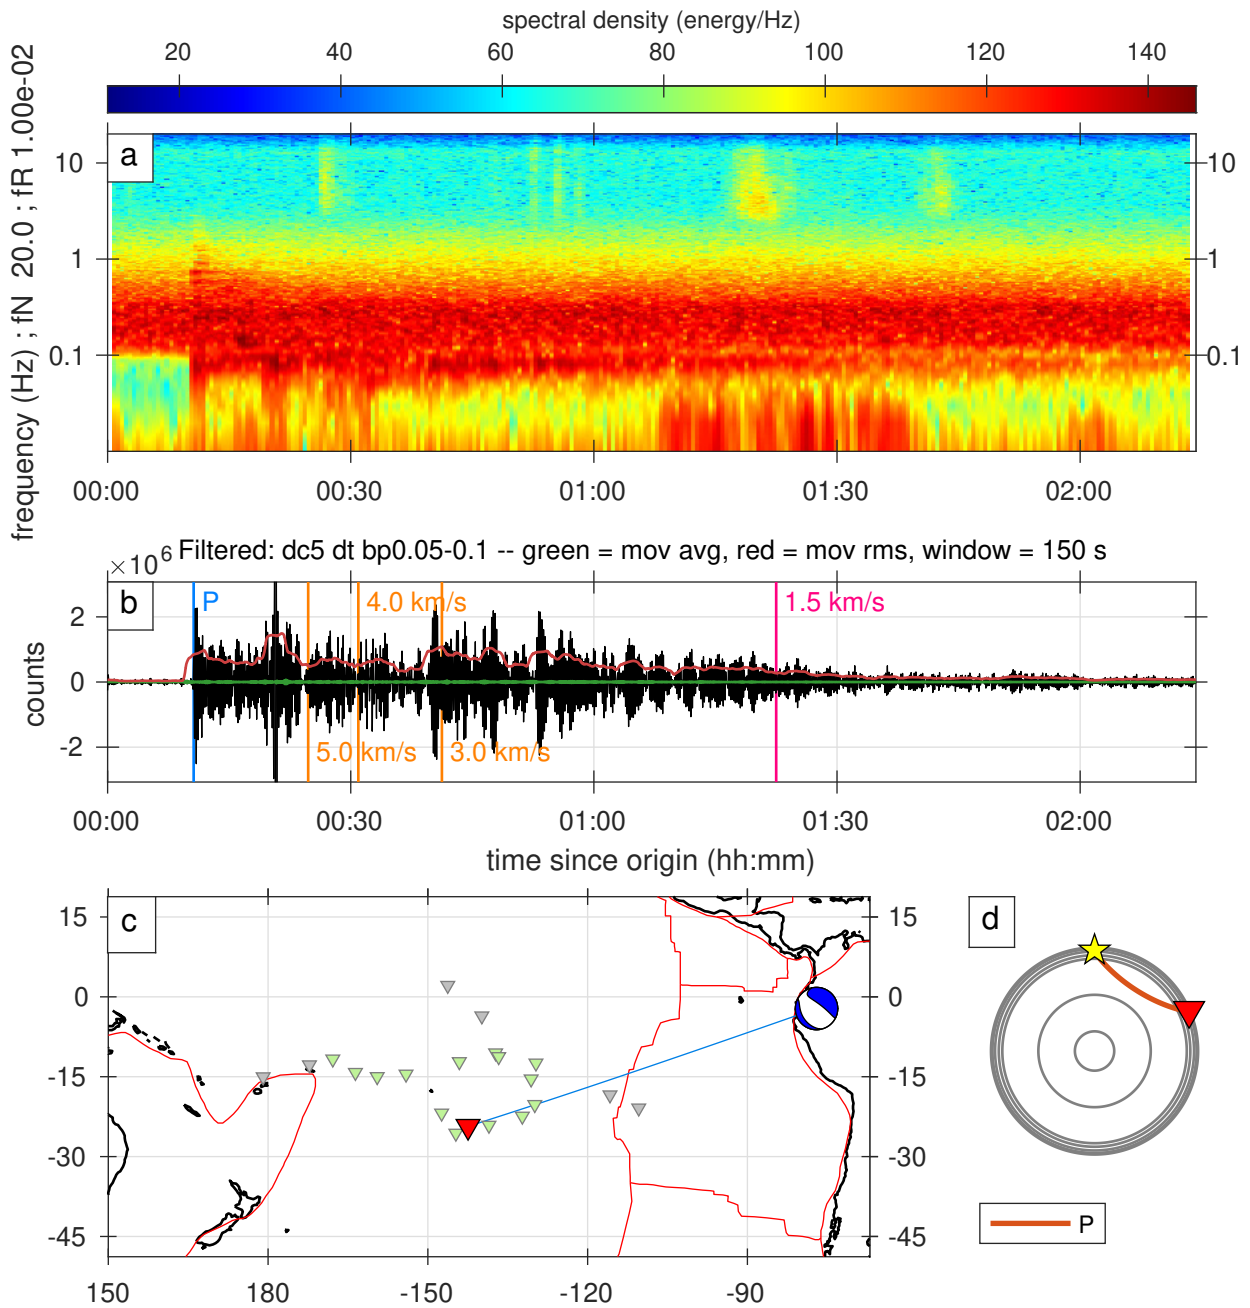 spectral density (energy/Hz)
20 40 60 80 100 120 140
frequency (Hz) ; fN 20.0 ; fR 1.00e-02
a
10 10
1 1
0.1 0.1
00:00 00:30 01:00 01:30 02:00
×10^6 Filtered: dc5 dt bp0.05-0.1 -- green = mov avg, red = mov rms, window = 150 s
counts
b P 4.0 km/s 1.5 km/s
2
0
-2
5.0 km/s 3.0 km/s
00:00 00:30 01:00 01:30 02:00
time since origin (hh:mm)
c
15 15
0 0
-15 -15
-30 -30
-45 -45
150 180 -150 -120 -90
d
P